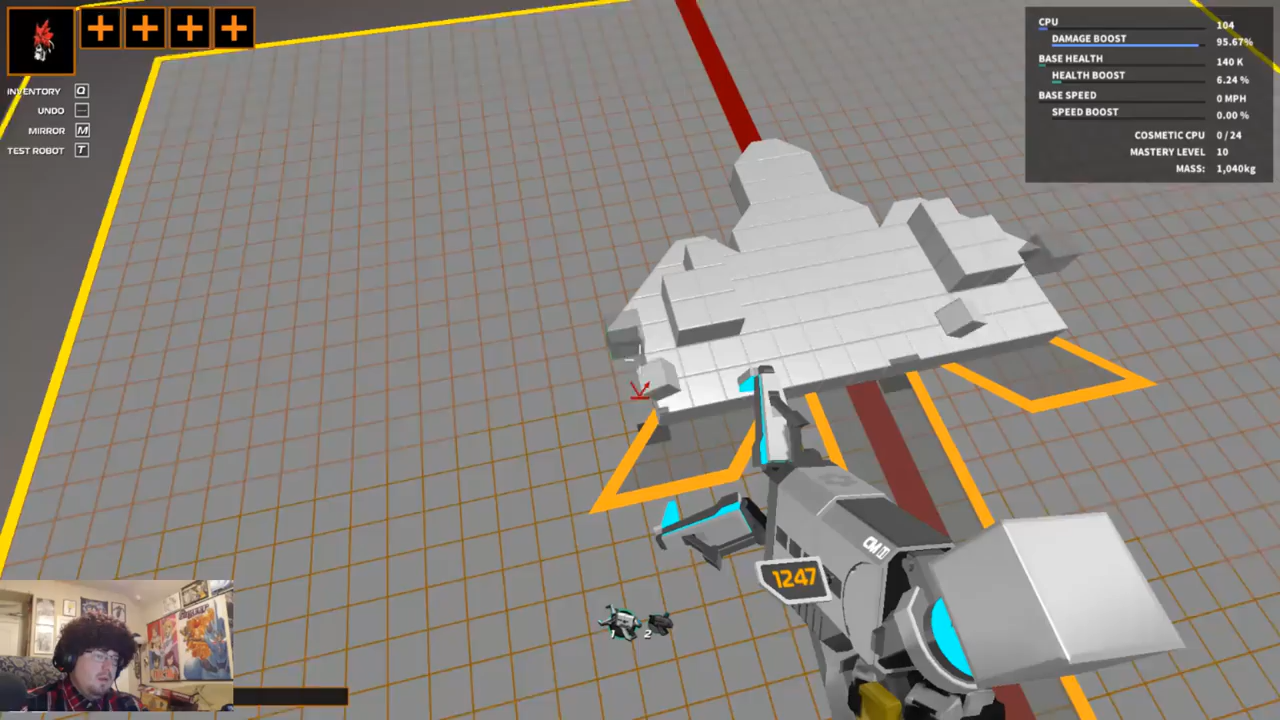 INVENTORY Q
UNDO
MIRROR M
TEST ROBOT T
CPU 104
DAMAGE BOOST 95.67%
BASE HEALTH 140 K
HEALTH BOOST 6.24 %
BASE SPEED 0 MPH
SPEED BOOST 0.00 %
COSMETIC CPU 0 / 24
MASTERY LEVEL 10
MASS: 1,040kg
1247
1 2